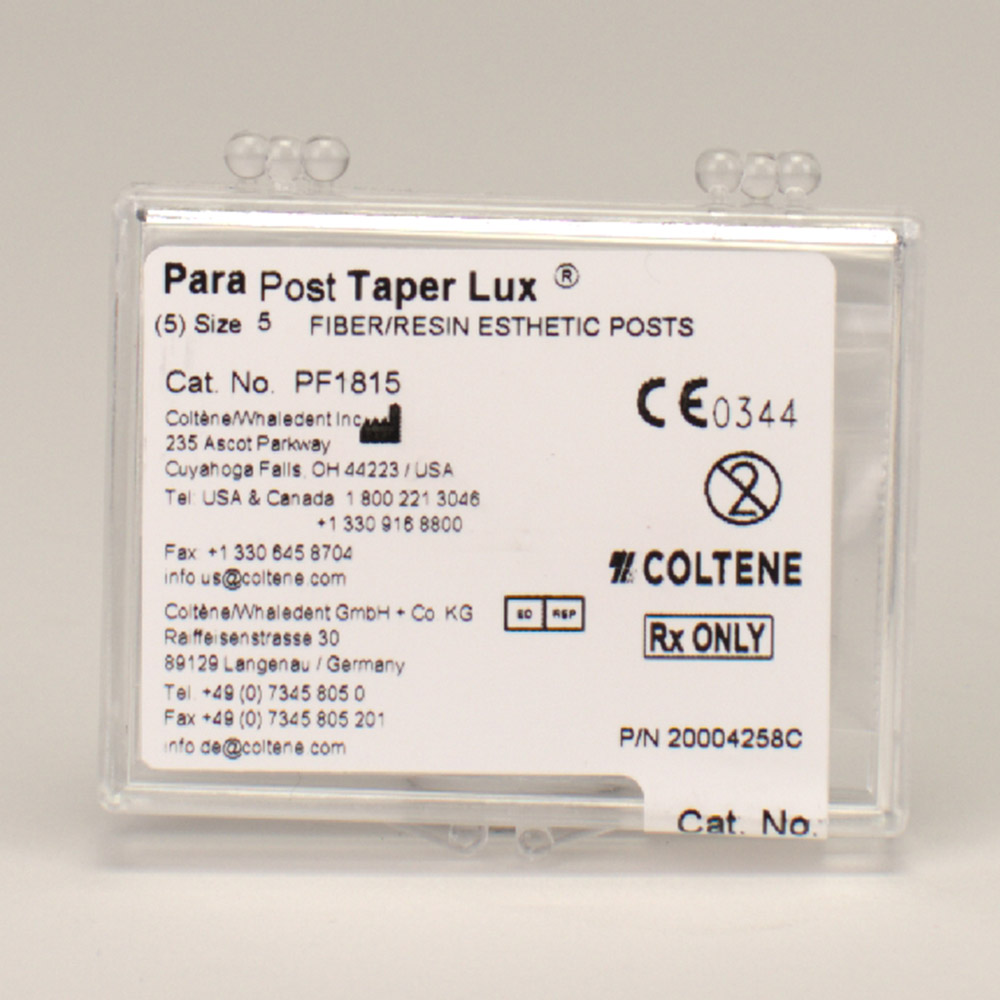 Para Post Taper Lux ®
(5) Size 5 FIBER/RESIN ESTHETIC POSTS
Cat. No. PF1815
Coltène/Whaledent Inc.
235 Ascot Parkway
Cuyahoga Falls, OH 44223 / USA
Tel: USA & Canada 1 800 221 3046
+1 330 916 8800
Fax +1 330 645 8704
info.us@coltene.com
Coltène/Whaledent GmbH + Co. KG
Raiffeisenstrasse 30
89129 Langenau / Germany
Tel. +49 (0) 7345 805 0
Fax +49 (0) 7345 805 201
info.de@coltene.com
EC REP
CE 0344
2
COLTENE
Rx ONLY
P/N 20004258C
Cat. No.